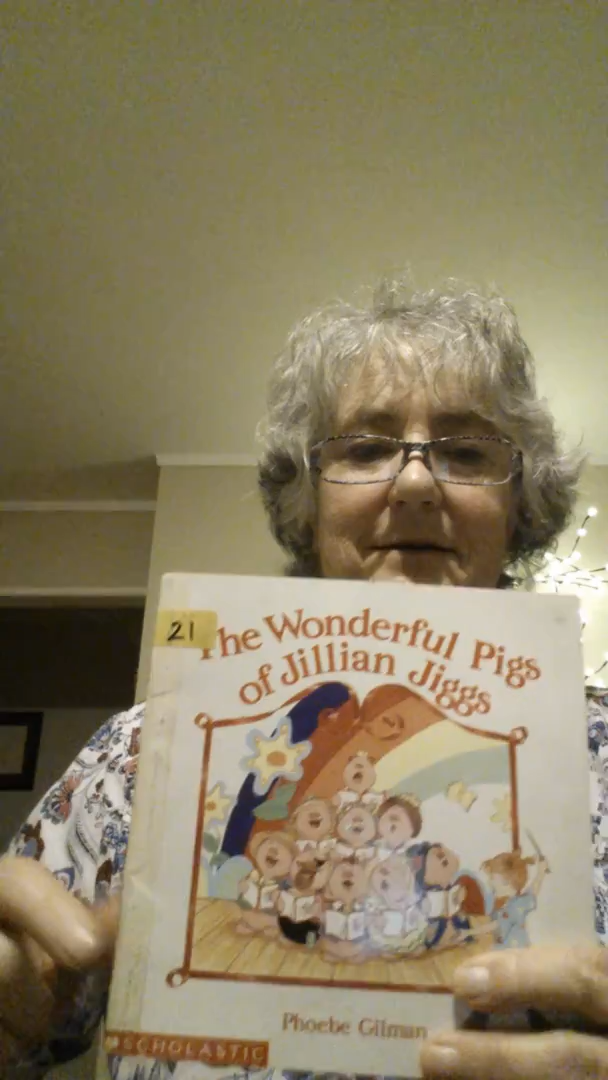 21
The Wonderful Pigs
of Jillian Jiggs
Phoebe Gilman
SCHOLASTIC